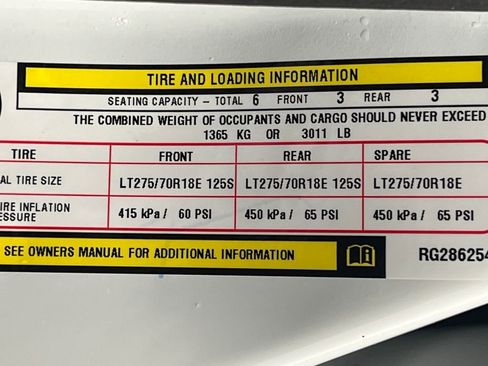 TIRE AND LOADING INFORMATION
SEATING CAPACITY – TOTAL 6 FRONT 3 REAR 3
THE COMBINED WEIGHT OF OCCUPANTS AND CARGO SHOULD NEVER EXCEED
1365 KG OR 3011 LB
TIRE FRONT REAR SPARE
AL TIRE SIZE LT275/70R18E 125S LT275/70R18E 125S LT275/70R18E
IRE INFLATION
ESSURE 415 kPa / 60 PSI 450 kPa / 65 PSI 450 kPa / 65 PSI
SEE OWNERS MANUAL FOR ADDITIONAL INFORMATION RG286254